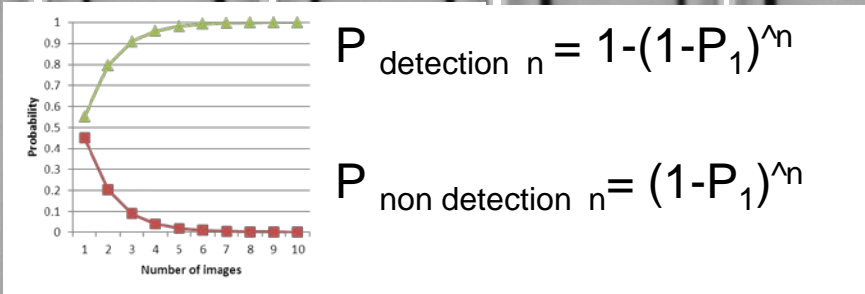 1
0.9
0.8
0.7
0.6
0.5
0.4
0.3
0.2
0.1
0
Probability
1 2 3 4 5 6 7 8 9 10
Number of images
P detection n = 1-(1-P1)^n
P non detection n= (1-P1)^n